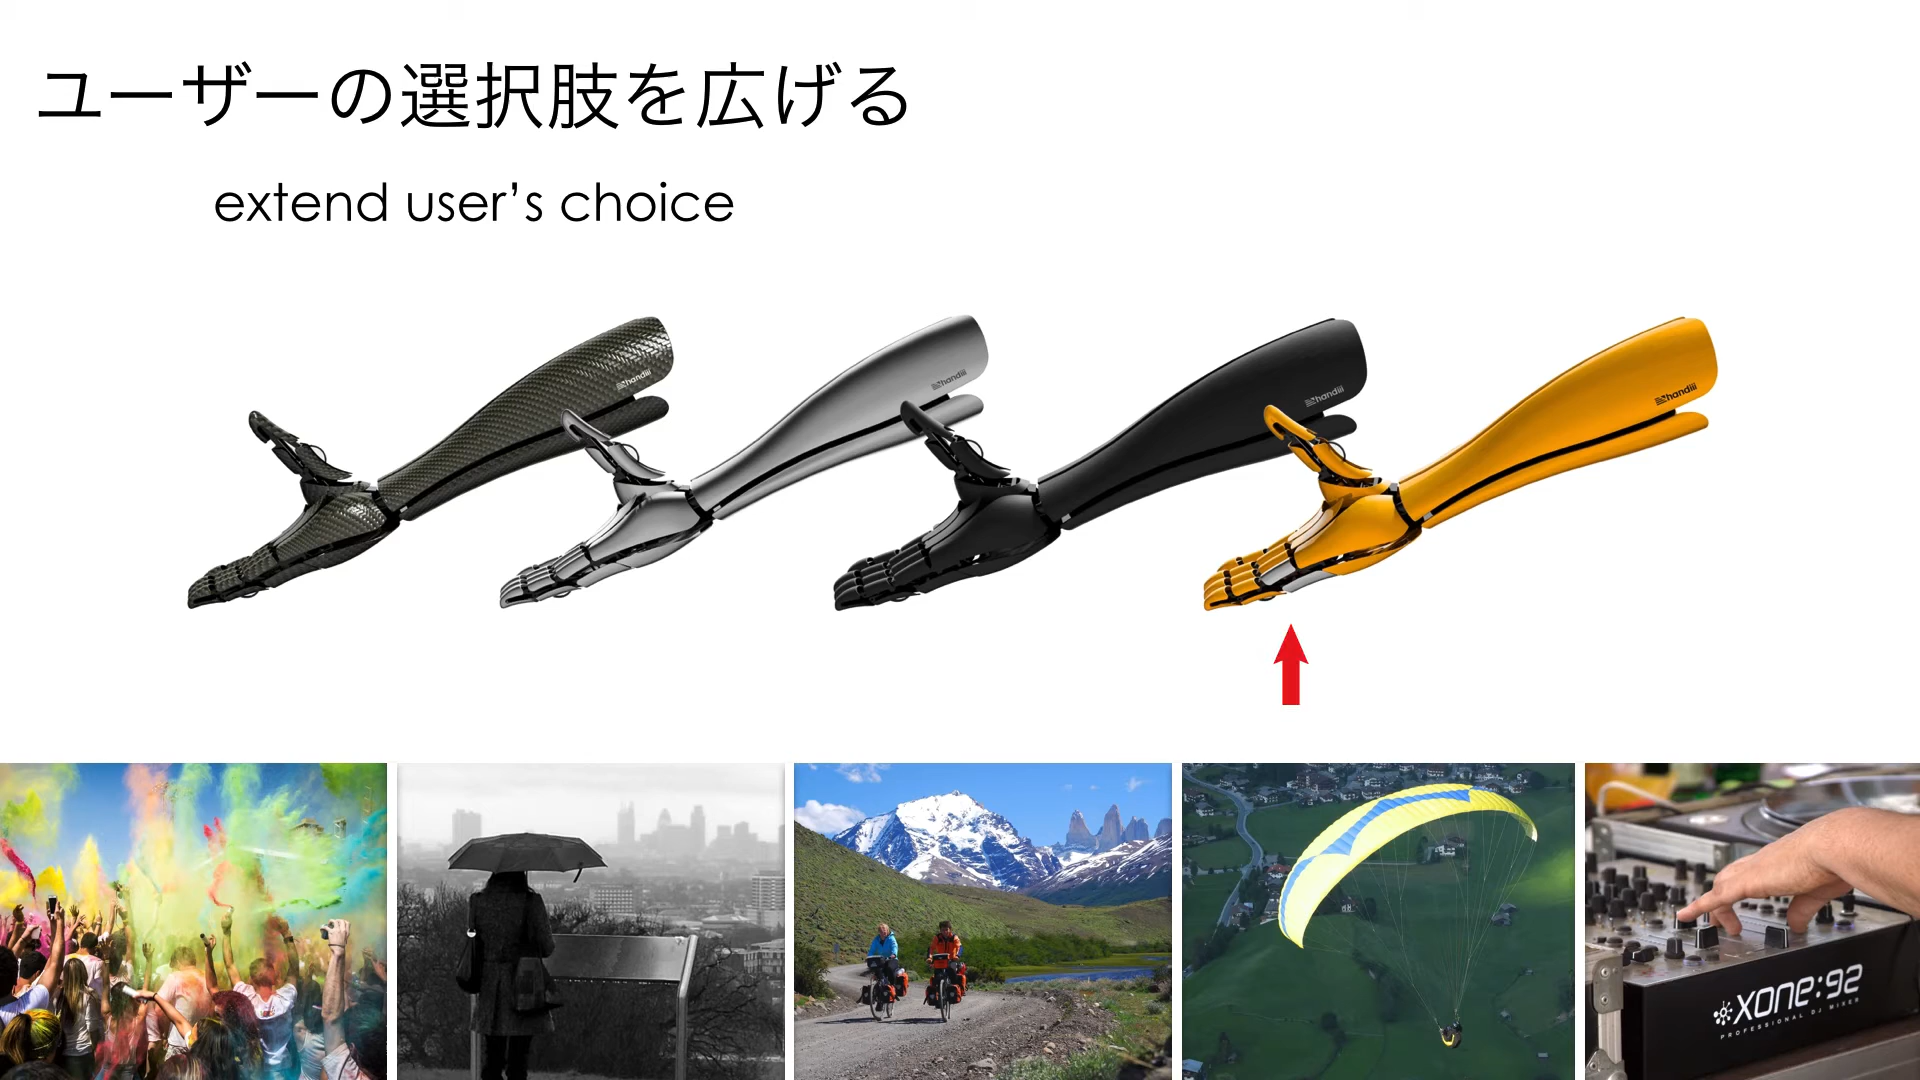 ユーザーの選択肢を広げる
extend user's choice
handiii
handiii
handiii
handiii
XONE:92
PROFESSIONAL DJ MIXER